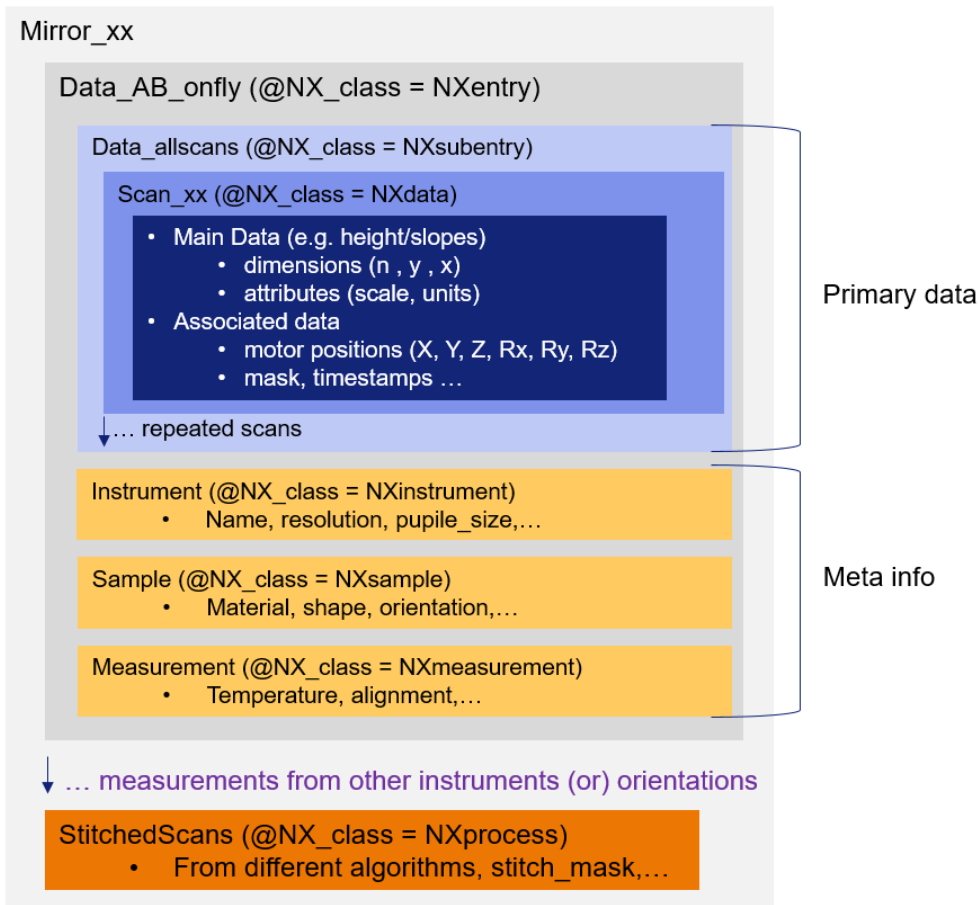 Mirror_xx
Data_AB_onfly (@NX_class = NXentry)
Data_allscans (@NX_class = NXsubentry)
Scan_xx (@NX_class = NXdata)
• Main Data (e.g. height/slopes)
• dimensions (n , y , x)
• attributes (scale, units)
• Associated data
• motor positions (X, Y, Z, Rx, Ry, Rz)
• mask, timestamps ...
... repeated scans
Primary data
Instrument (@NX_class = NXinstrument)
• Name, resolution, pupile_size,...
Sample (@NX_class = NXsample)
• Material, shape, orientation,...
Measurement (@NX_class = NXmeasurement)
• Temperature, alignment,...
Meta info
... measurements from other instruments (or) orientations
StitchedScans (@NX_class = NXprocess)
• From different algorithms, stitch_mask,...